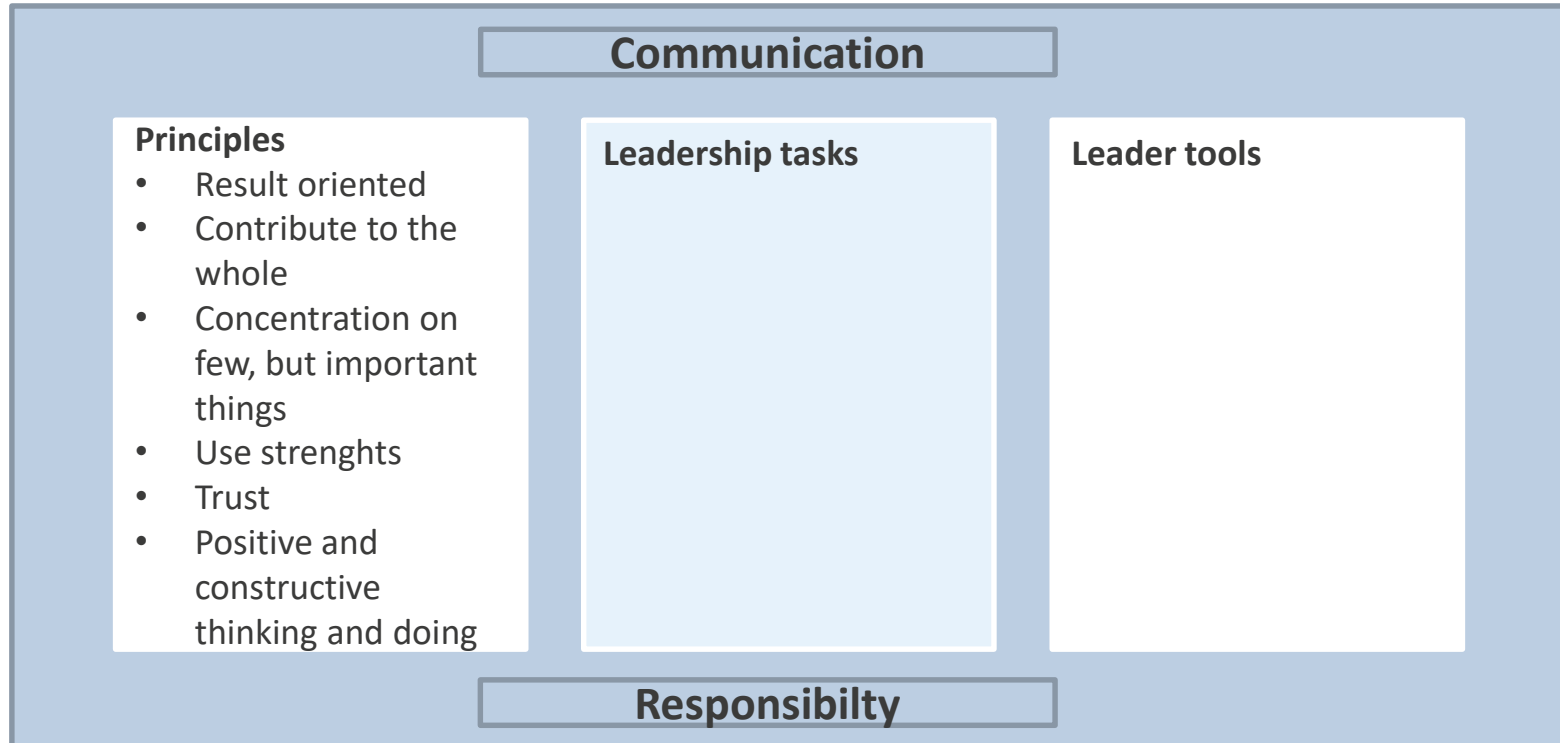 Communication
Principles
• Result oriented
• Contribute to the
whole
• Concentration on
few, but important
things
• Use strenghts
• Trust
• Positive and
constructive
thinking and doing
Leadership tasks
Leader tools
Responsibilty